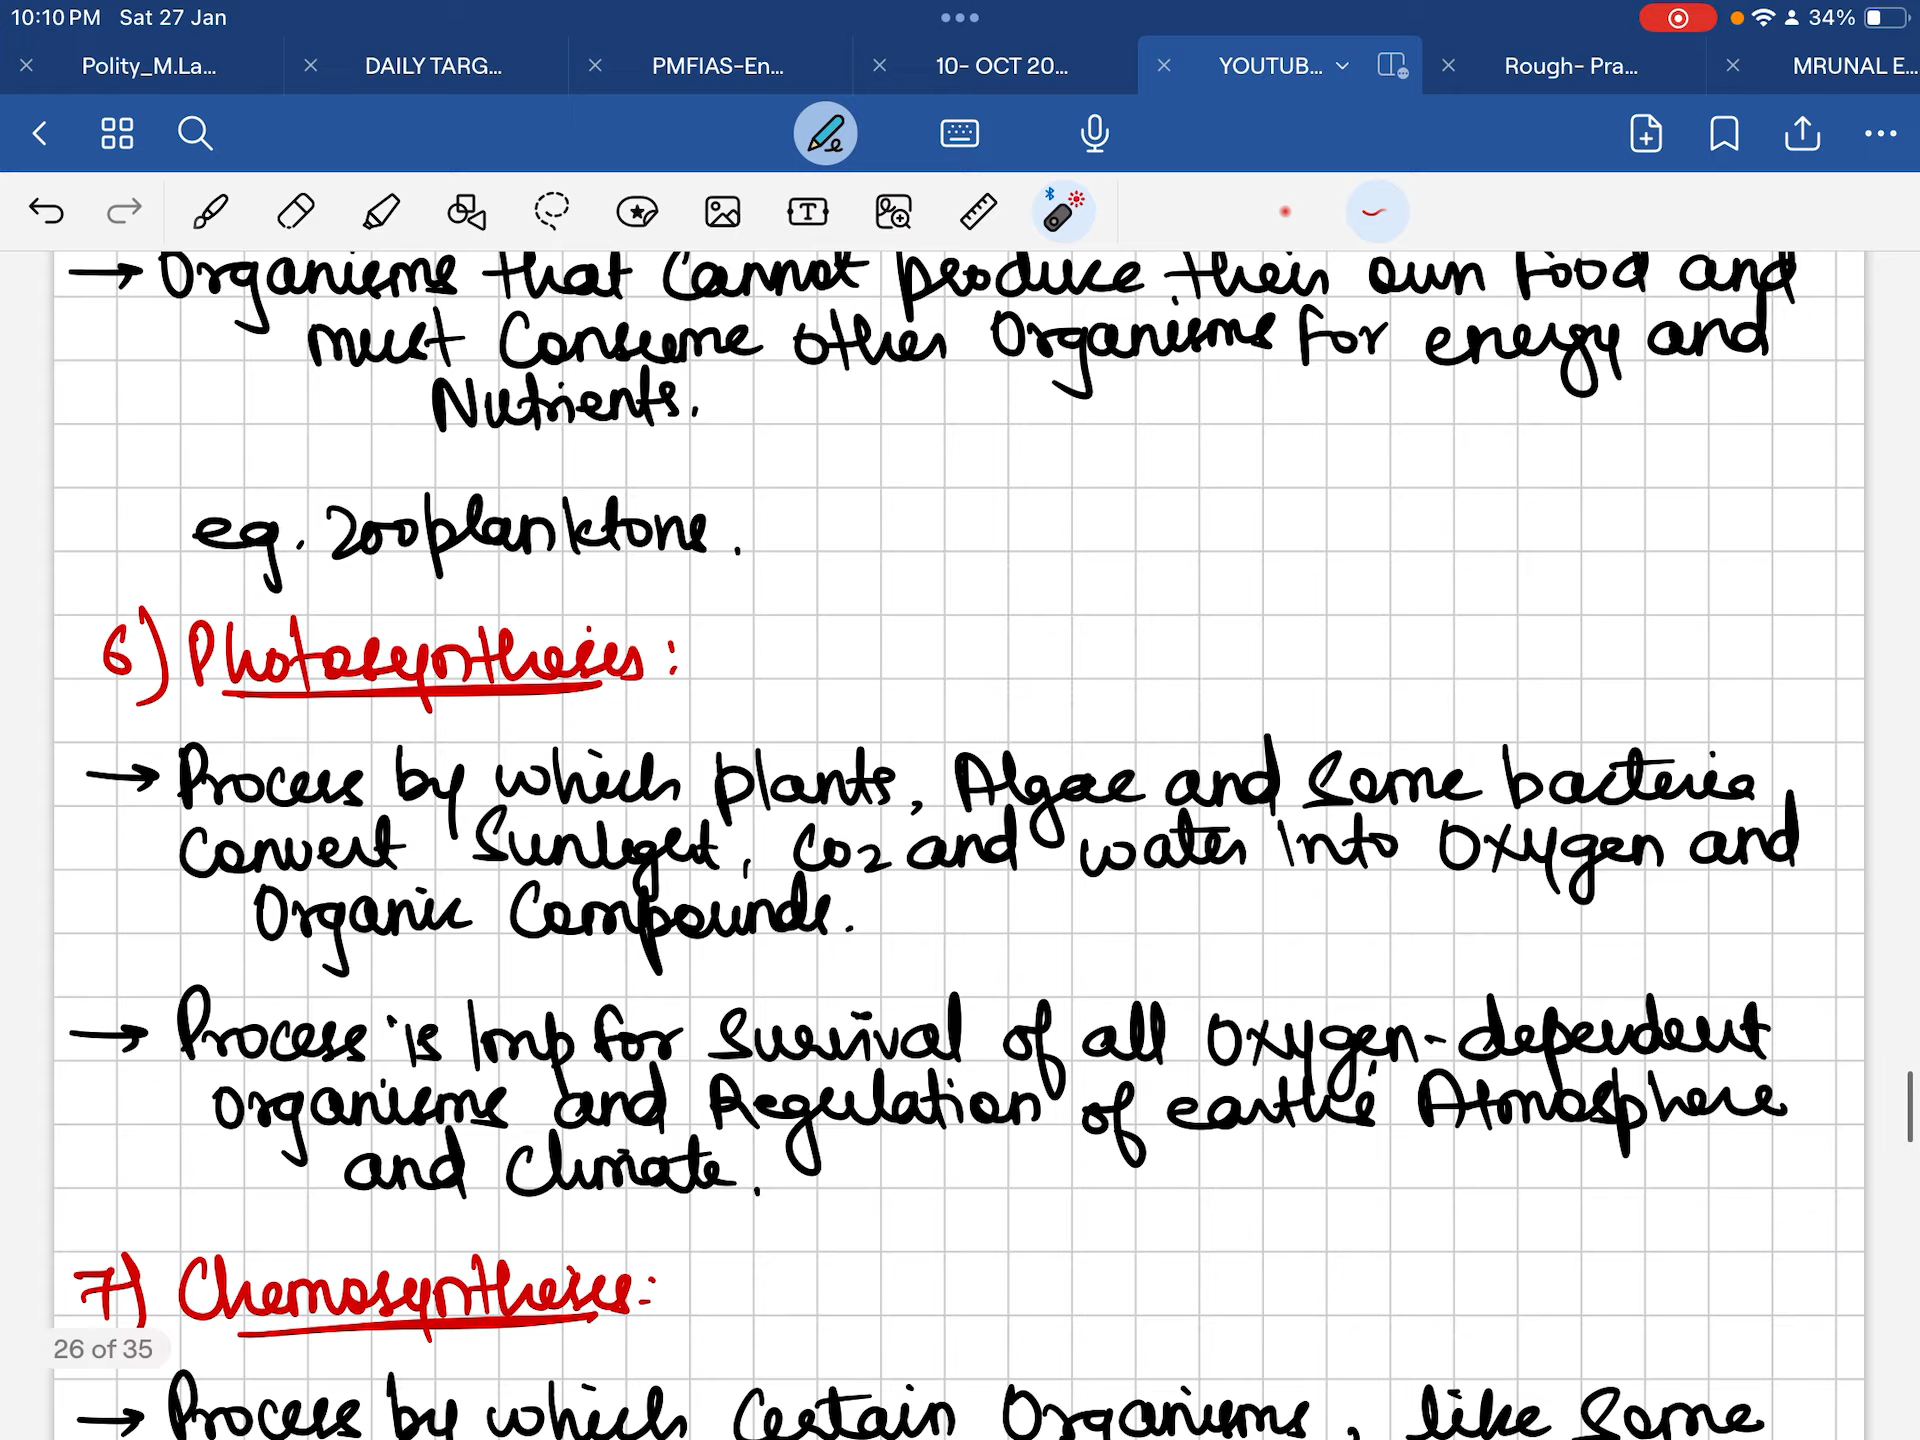 10:10 PM Sat 27 Jan
34%
Polity_M.La...
DAILY TARG...
PMFIAS-En...
10- OCT 20...
YOUTUB...
Rough- Pra...
MRUNAL E...
→ Organisms that Cannot produce their own Food and
must Consume other Organisms for energy and
Nutrients.
eg. Zooplanktons.
6) Photosynthesis:
→ Process by which plants, Algae and Some bacteria
Convert Sunlight, CO2 and water into Oxygen and
Organic Compounds.
→ Process is Imp for Survival of all Oxygen-dependent
Organisms and Regulation of earth's Atmosphere
and Climate.
7) Chemosynthesis:-
26 of 35
→ Process by which Certain Organisms, like Some